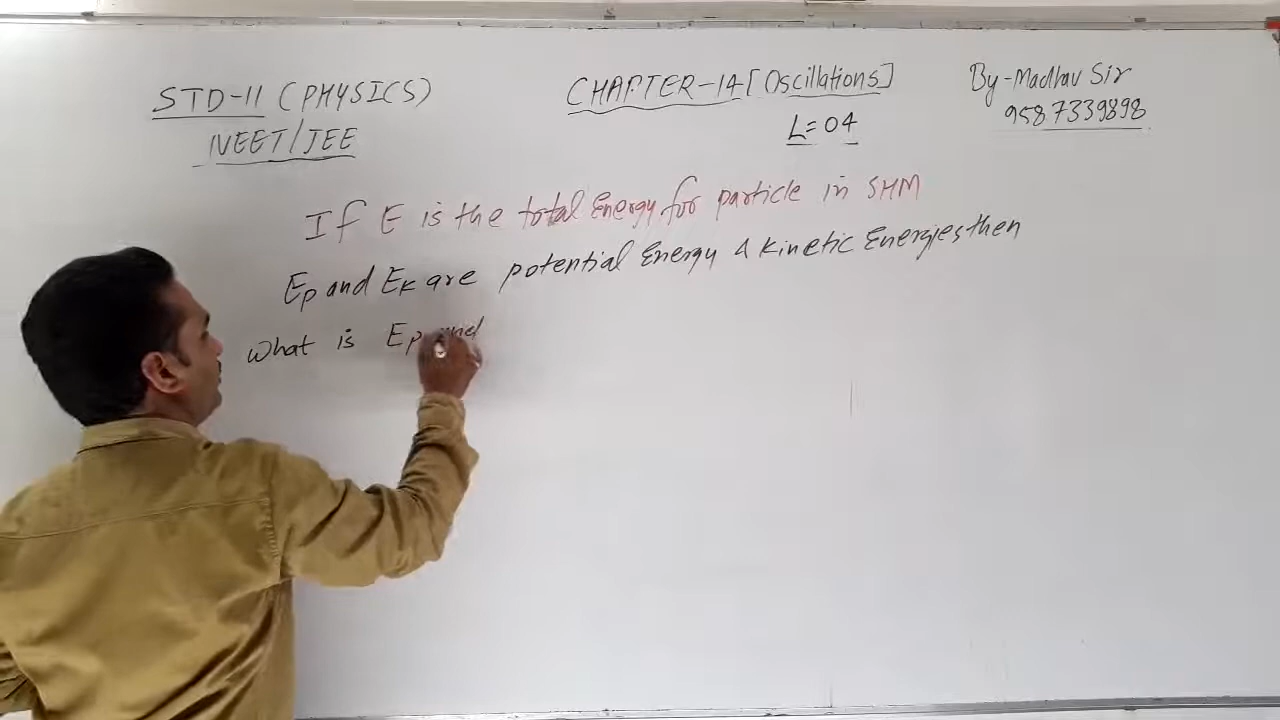 STD-11 (PHYSICS)
NEET/JEE
CHAPTER-14 [Oscillations]
L=04
By-Madhav Sir
9587339898
If E is the total Energy for particle in SHM
Ep and EK are potential Energy & kinetic Energies then
what is Ep and